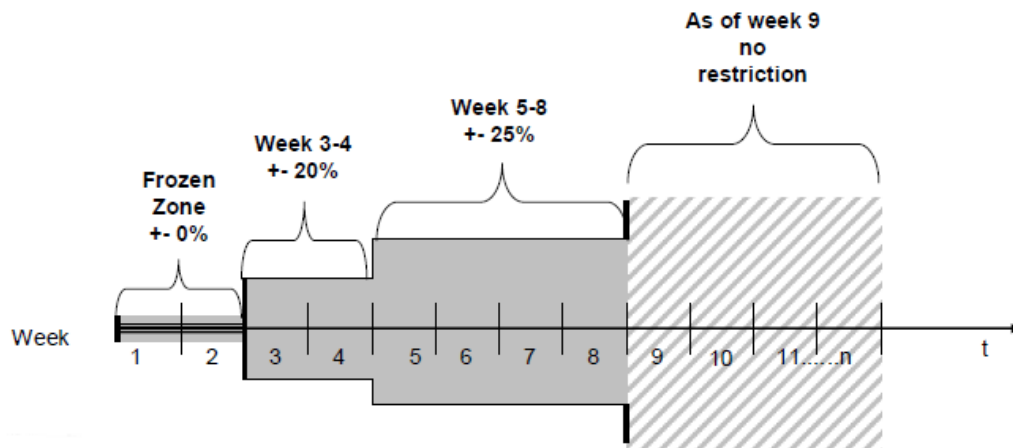 As of week 9
no
restriction
Week 5-8
+- 25%
Week 3-4
+- 20%
Frozen
Zone
+- 0%
Week
1 2 3 4 5 6 7 8 9 10 11......n t